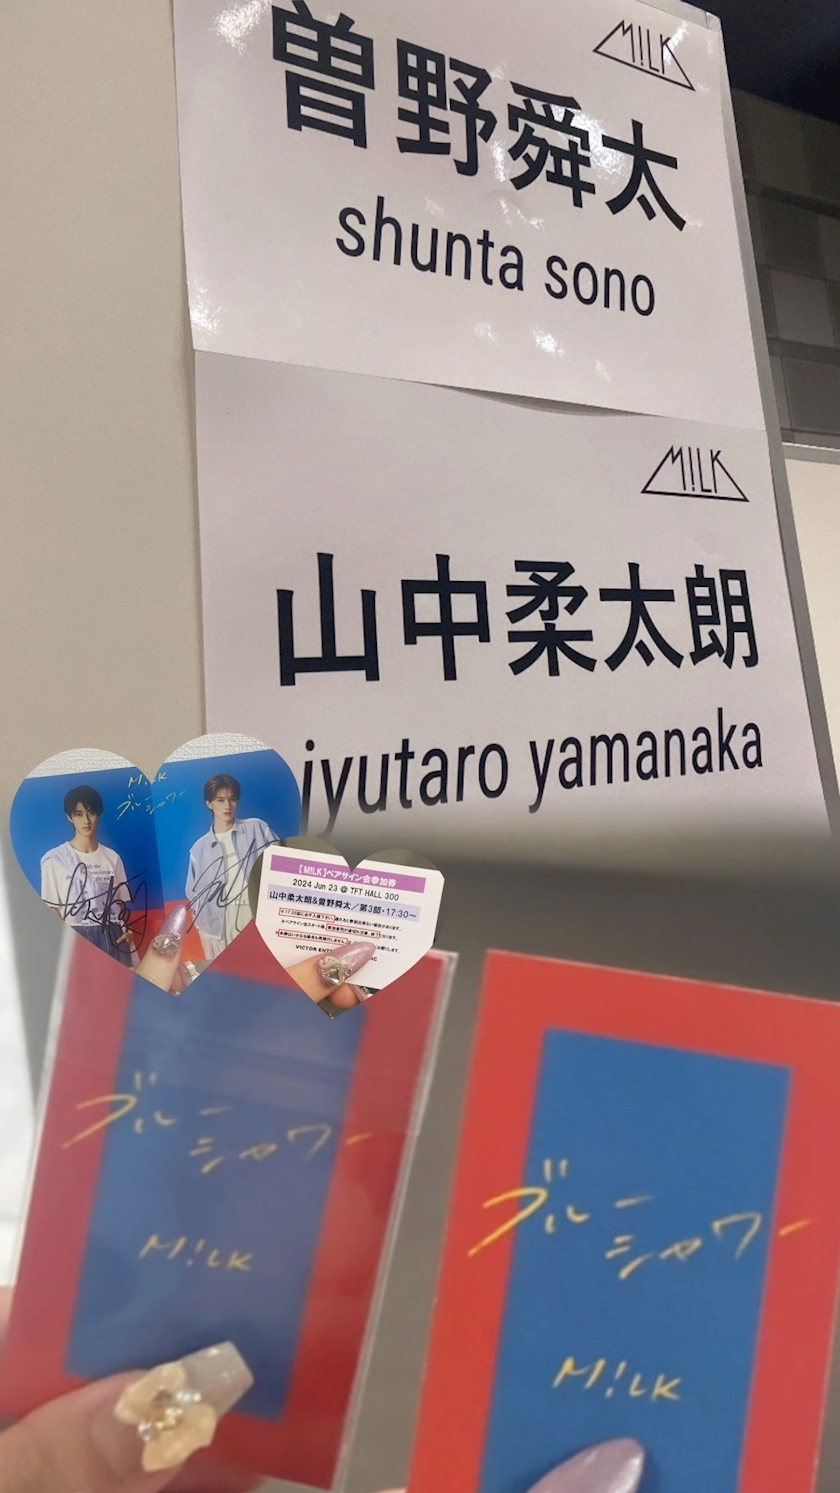 M!LK
曽野舜太
shunta sono
M!LK
山中柔太朗
jyutaro yamanaka
M!LK
ブルーシャワー
【M!LK】ペアサイン会参加券
2024 Jun 23 @ TFT HALL 300
山中柔太朗&曽野舜太／第3部・17:30～
VICTOR ENT
ブルーシャワー
M!LK
ブルーシャワー
M!LK